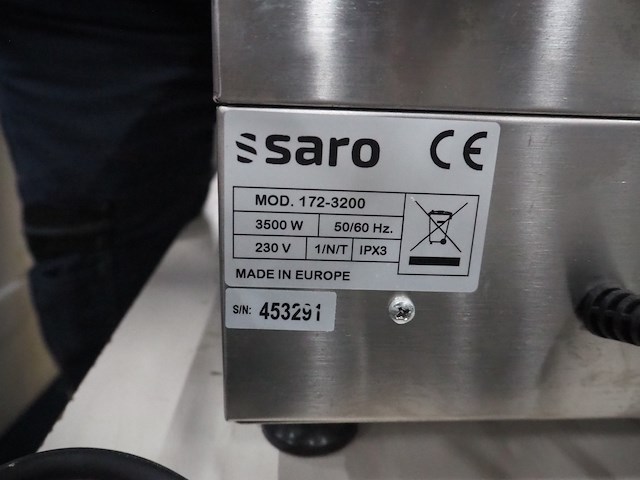 saro CE
MOD. 172-3200
3500 W 50/60 Hz.
230 V 1/N/T IPX3
MADE IN EUROPE
S/N: 453291